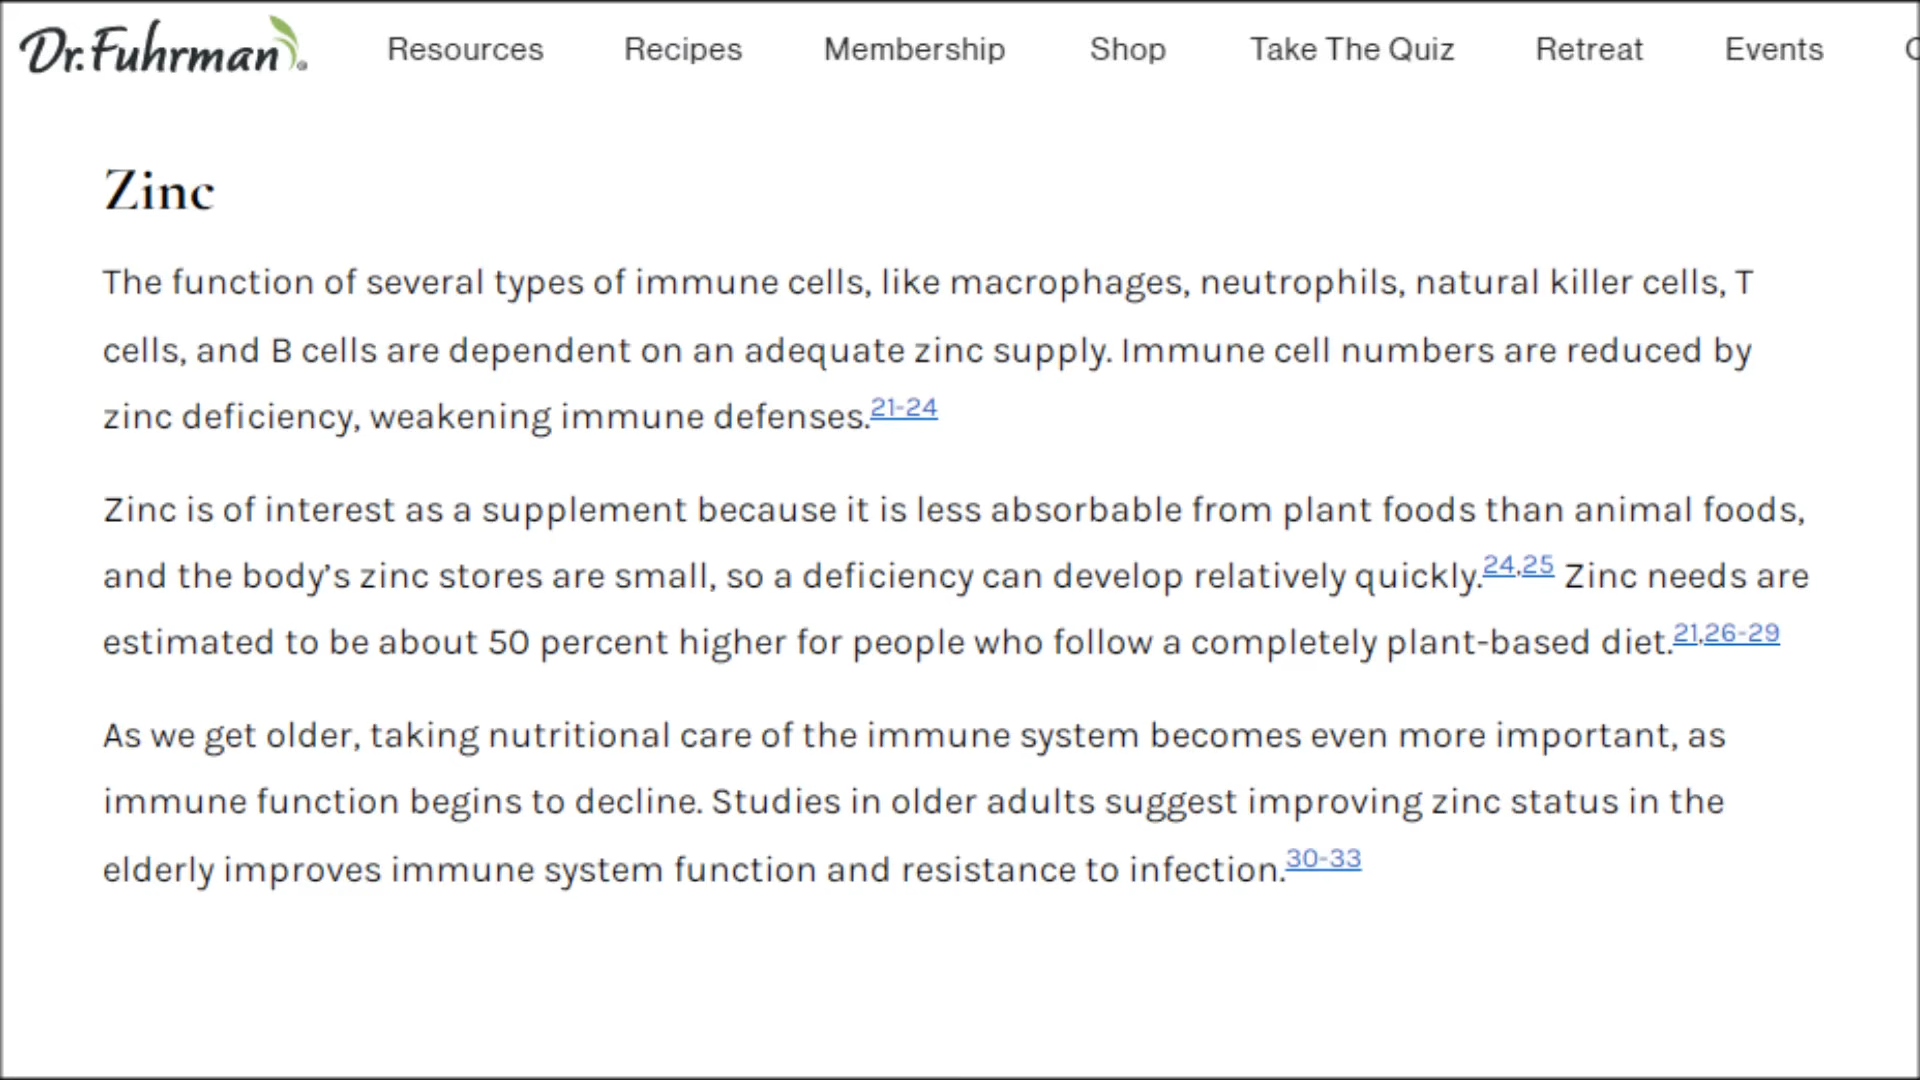 Dr. Fuhrman
Resources Recipes Membership Shop Take The Quiz Retreat Events
Zinc
The function of several types of immune cells, like macrophages, neutrophils, natural killer cells, T
cells, and B cells are dependent on an adequate zinc supply. Immune cell numbers are reduced by
zinc deficiency, weakening immune defenses.21-24
Zinc is of interest as a supplement because it is less absorbable from plant foods than animal foods,
and the body’s zinc stores are small, so a deficiency can develop relatively quickly.24,25 Zinc needs are
estimated to be about 50 percent higher for people who follow a completely plant-based diet.21,26-29
As we get older, taking nutritional care of the immune system becomes even more important, as
immune function begins to decline. Studies in older adults suggest improving zinc status in the
elderly improves immune system function and resistance to infection.30-33